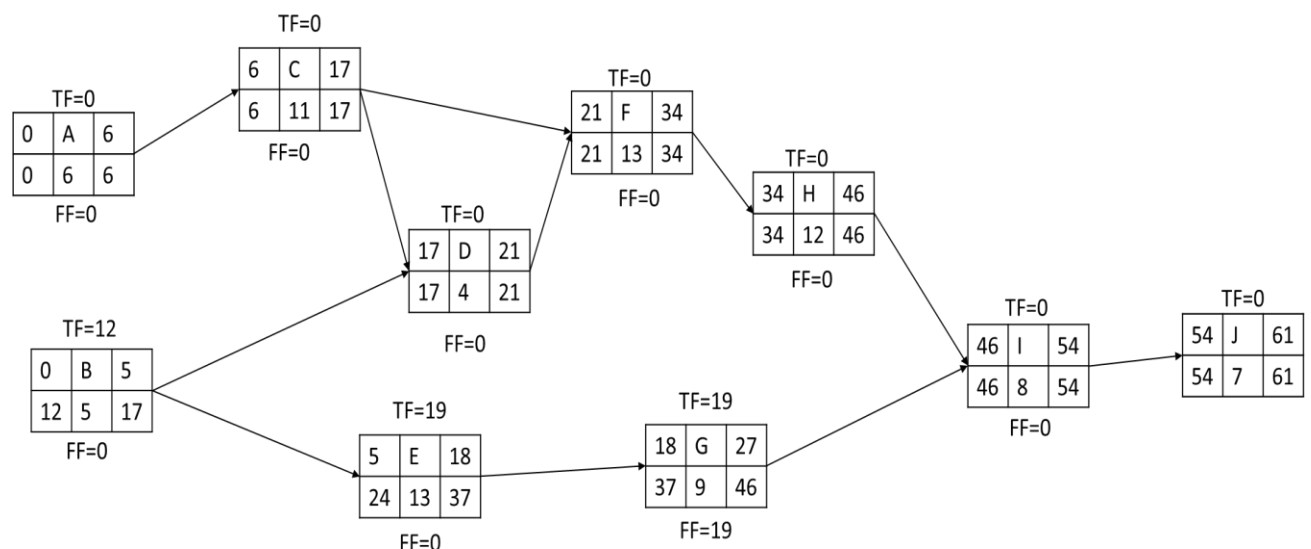 TF=0
0 A 6
0 6 6
FF=0
TF=0
6 C 17
6 11 17
FF=0
TF=0
21 F 34
21 13 34
FF=0
TF=0
34 H 46
34 12 46
FF=0
TF=0
17 D 21
17 4 21
FF=0
TF=12
0 B 5
12 5 17
FF=0
TF=19
5 E 18
24 13 37
FF=0
TF=19
18 G 27
37 9 46
FF=19
TF=0
46 I 54
46 8 54
FF=0
TF=0
54 J 61
54 7 61